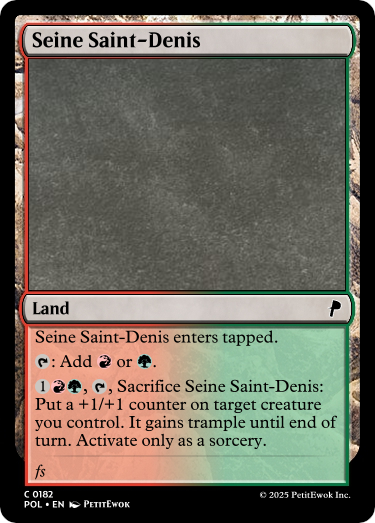 Seine Saint-Denis
Land
Seine Saint-Denis enters tapped.
: Add or .
1 , , Sacrifice Seine Saint-Denis:
Put a +1/+1 counter on target creature
you control. It gains trample until end of
turn. Activate only as a sorcery.
fs
C 0182
POL • EN PetitEwok
© 2025 PetitEwok Inc.